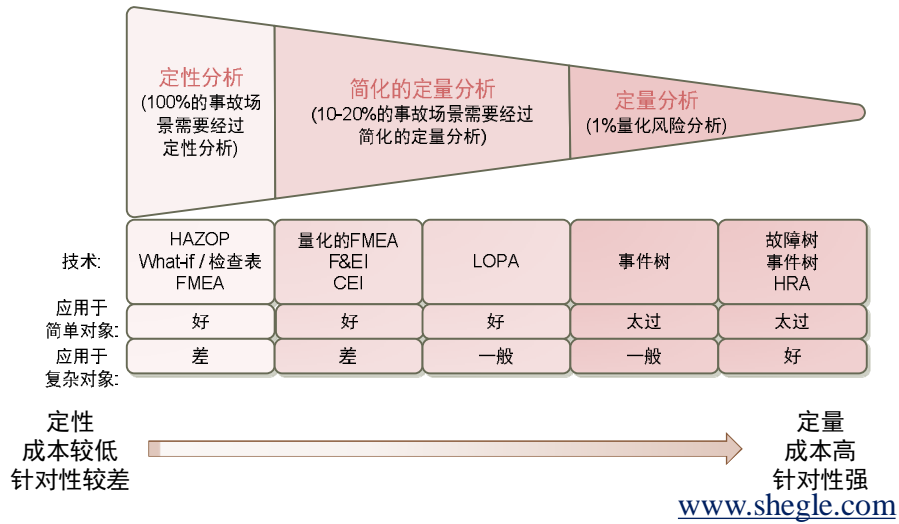 定性分析
(100%的事故场
景需要经过
定性分析)
简化的定量分析
(10-20%的事故场景需要经过
简化的定量分析)
定量分析
(1%量化风险分析)
技术:
HAZOP
What-if / 检查表
FMEA
量化的FMEA
F&EI
CEI
LOPA
事件树
故障树
事件树
HRA
应用于
简单对象:
好
好
好
太过
太过
应用于
复杂对象:
差
差
一般
一般
好
定性
成本较低
针对性较差
定量
成本高
针对性强
www.shegle.com